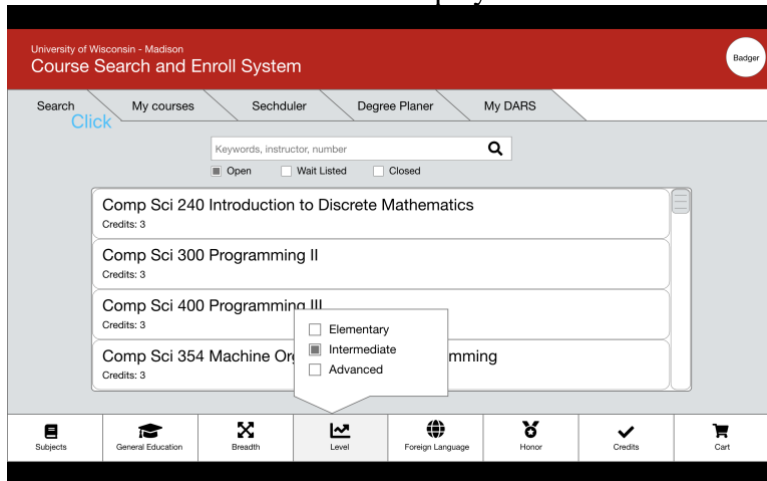 University of Wisconsin - Madison
Course Search and Enroll System
Badger
Search My courses Sechduler Degree Planer My DARS
Click
Keywords, instructor, number
Open Wait Listed Closed
Comp Sci 240 Introduction to Discrete Mathematics
Credits: 3
Comp Sci 300 Programming II
Credits: 3
Comp Sci 400 Programming III
Credits: 3
Elementary
Intermediate
Advanced
Comp Sci 354 Machine mming
Credits: 3
Subjects General Education Breadth Level Foreign Language Honor Credits Cart